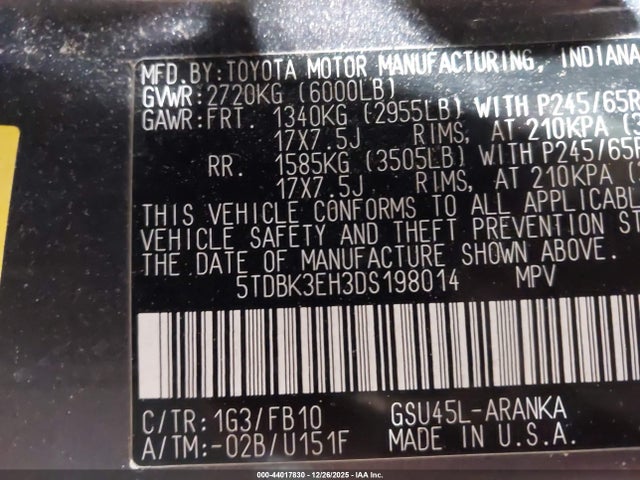 MFD. BY: TOYOTA MOTOR MANUFACTURING, INDIANA
GVWR: 2720KG (6000LB)
GAWR: FRT. 1340KG (2955LB) WITH P245/65R
17X7.5J RIMS, AT 210KPA (3
RR. 1585KG (3505LB) WITH P245/65R
17X7.5J RIMS, AT 210KPA (
THIS VEHICLE CONFORMS TO ALL APPLICABLE
VEHICLE SAFETY AND THEFT PREVENTION ST
THE DATE OF MANUFACTURE SHOWN ABOVE.
5TDBK3EH3DS198014 MPV
C/TR: 1G3/FB10 GSU45L-ARANKA
A/TM: -02B/U151F MADE IN U.S.A.
000-44017830 - 12/26/2025 - Copyright: IAA Inc.